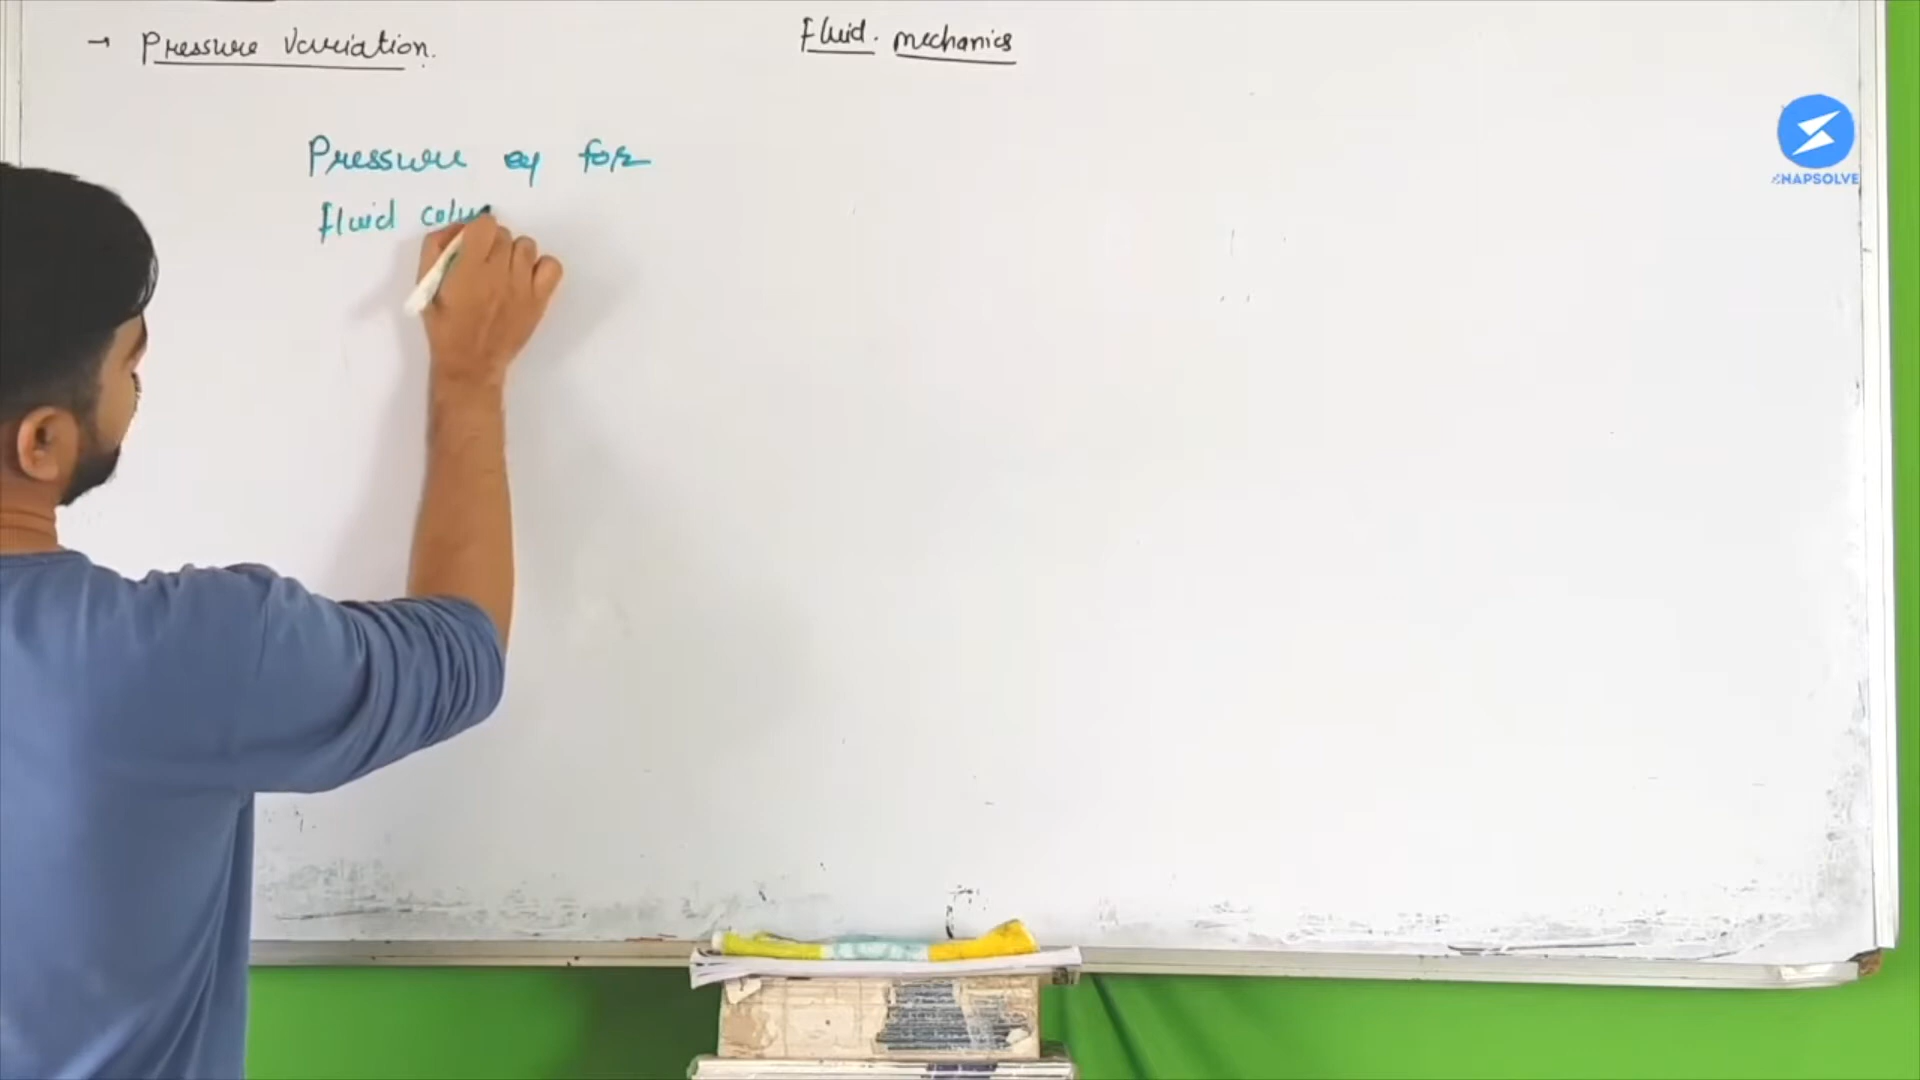 → Pressure Variation.
Fluid. mechanics
Pressure eq for
fluid colu
SNAPSOLVE